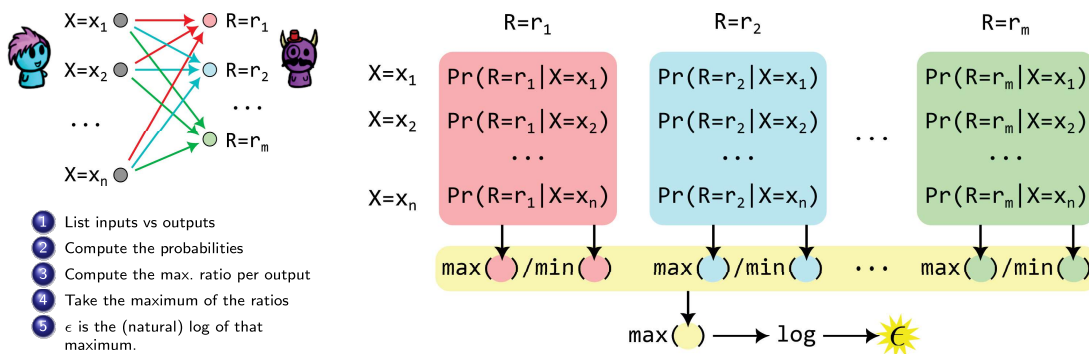 X=x₁ R=r₁
X=x₂ R=r₂
... ...
R=rₘ
X=xₙ
1 List inputs vs outputs
2 Compute the probabilities
3 Compute the max. ratio per output
4 Take the maximum of the ratios
5 ϵ is the (natural) log of that
maximum.
R=r₁ R=r₂ R=rₘ
X=x₁ Pr(R=r₁|X=x₁) Pr(R=r₂|X=x₁) Pr(R=rₘ|X=x₁)
X=x₂ Pr(R=r₁|X=x₂) Pr(R=r₂|X=x₂) ... Pr(R=rₘ|X=x₂)
... ... ...
X=xₙ Pr(R=r₁|X=xₙ) Pr(R=r₂|X=xₙ) Pr(R=rₘ|X=xₙ)
max( )/min( ) max( )/min( ) ... max( )/min( )
max( ) log ϵ